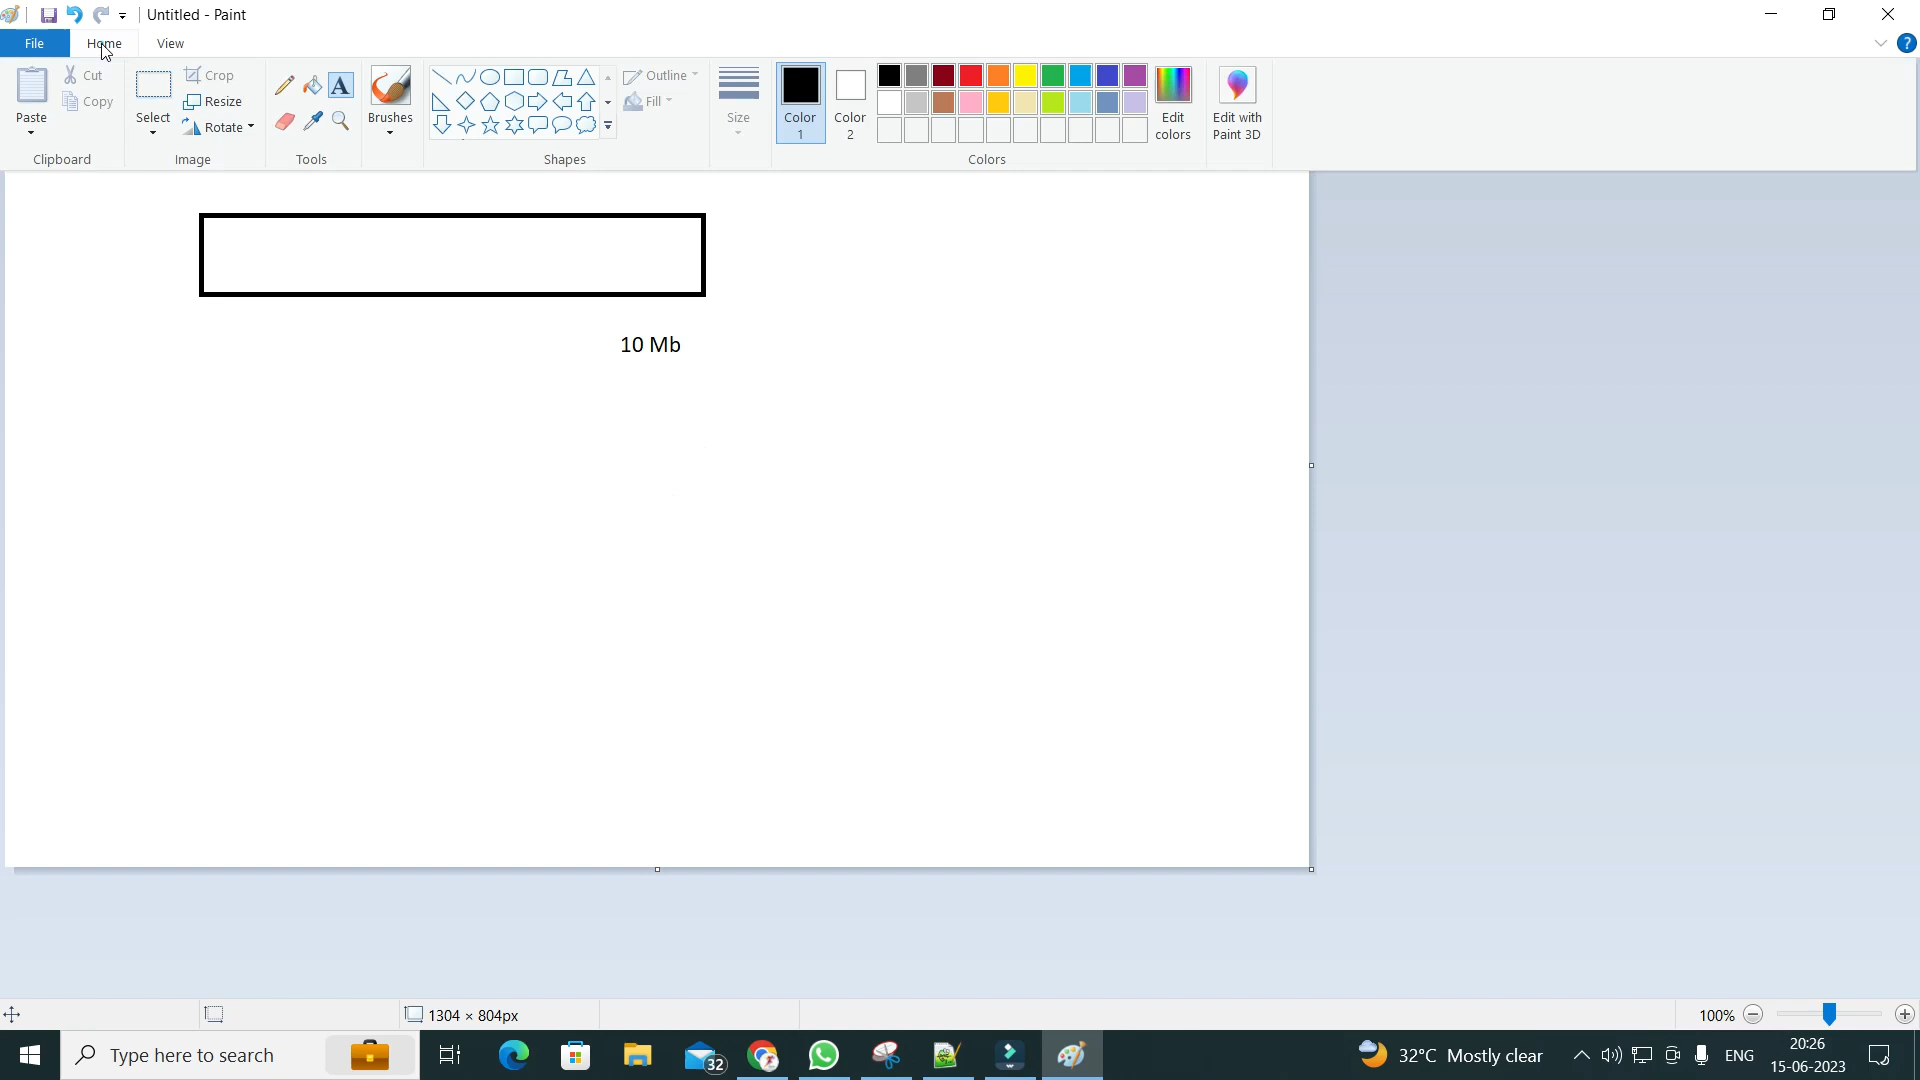 Untitled - Paint
File Home View
?
Paste
Cut
Copy
Clipboard
Select
Crop
Resize
Rotate
Image
A
Tools
Brushes
Outline
Fill
Shapes
Size
Color 1
Color 2
Edit colors
Colors
Edit with Paint 3D
10 Mb
1304 × 804px
100%
Type here to search
32
32°C Mostly clear
ENG
20:26
15-06-2023